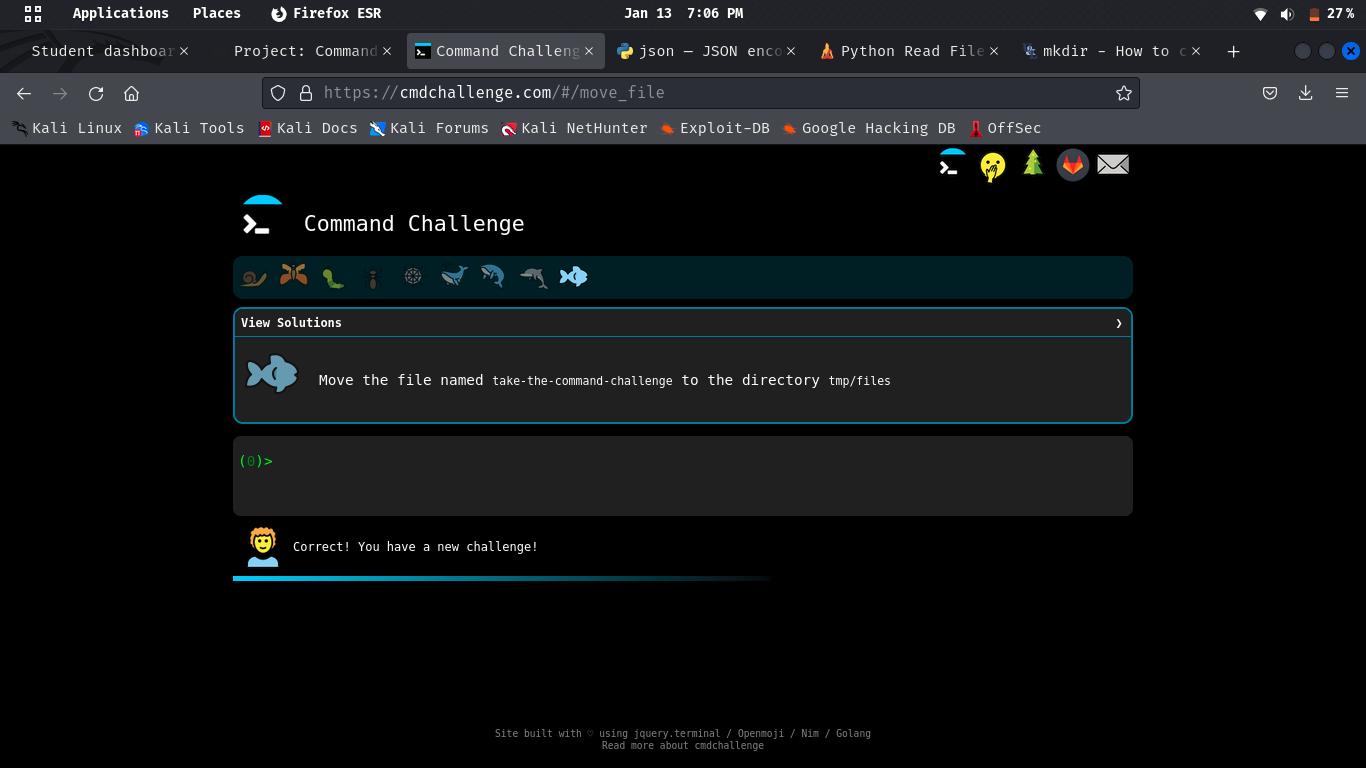 Applications Places Firefox ESR Jan 13 7:06 PM 27%
Student dashboar Project: Command Command Challeng json — JSON enco Python Read File mkdir - How to c
https://cmdchallenge.com/#/move_file
Kali Linux Kali Tools Kali Docs Kali Forums Kali NetHunter Exploit-DB Google Hacking DB OffSec
Command Challenge
View Solutions
Move the file named take-the-command-challenge to the directory tmp/files
(0)>
Correct! You have a new challenge!
Site built with ♡ using jquery.terminal / Openmoji / Nim / Golang
Read more about cmdchallenge